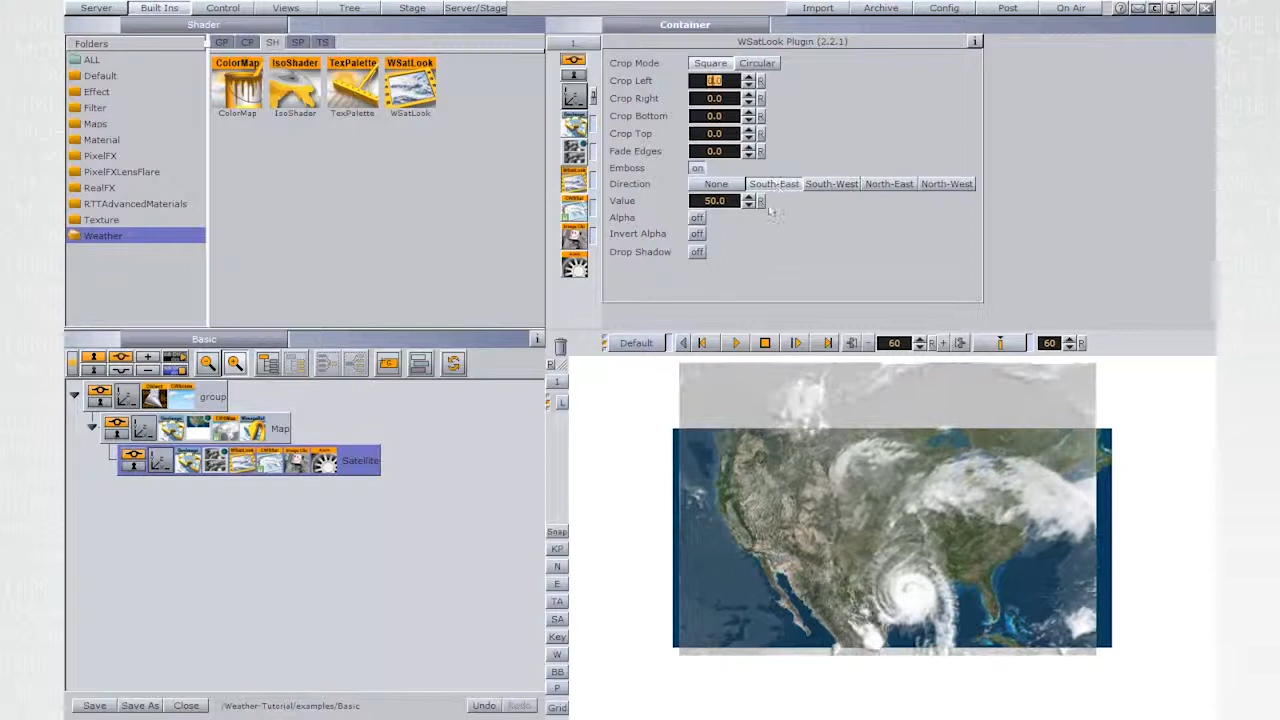 Server Built Ins Control Views Tree Stage Server/Stage Import Archive Config Post On Air
Shader
Container
Folders
GP CP SH SP TS
ALL
Default
Effect
Filter
Maps
Material
PixelFX
PixelFXLensFlare
RealFX
RTTAdvancedMaterials
Texture
Weather
ColorMap IsoShader TexPalette WSatLook
ColorMap IsoShader TexPalette WSatLook
WSatLook Plugin (2.2.1)
Crop Mode Square Circular
Crop Left R
Crop Right 0.0 R
Crop Bottom 0.0 R
Crop Top 0.0 R
Fade Edges 0.0 R
Emboss on
Direction None South-East South-West North-East North-West
Value 50.0 R
Alpha off
Invert Alpha off
Drop Shadow off
Default 60 R 60 R
Basic
group
Map
Satellite
R
1
L
Snap
KP
N
E
TA
SA
Key
W
BB
P
Grid
Save Save As Close /Weather-Tutorial/examples/Basic Undo Redo